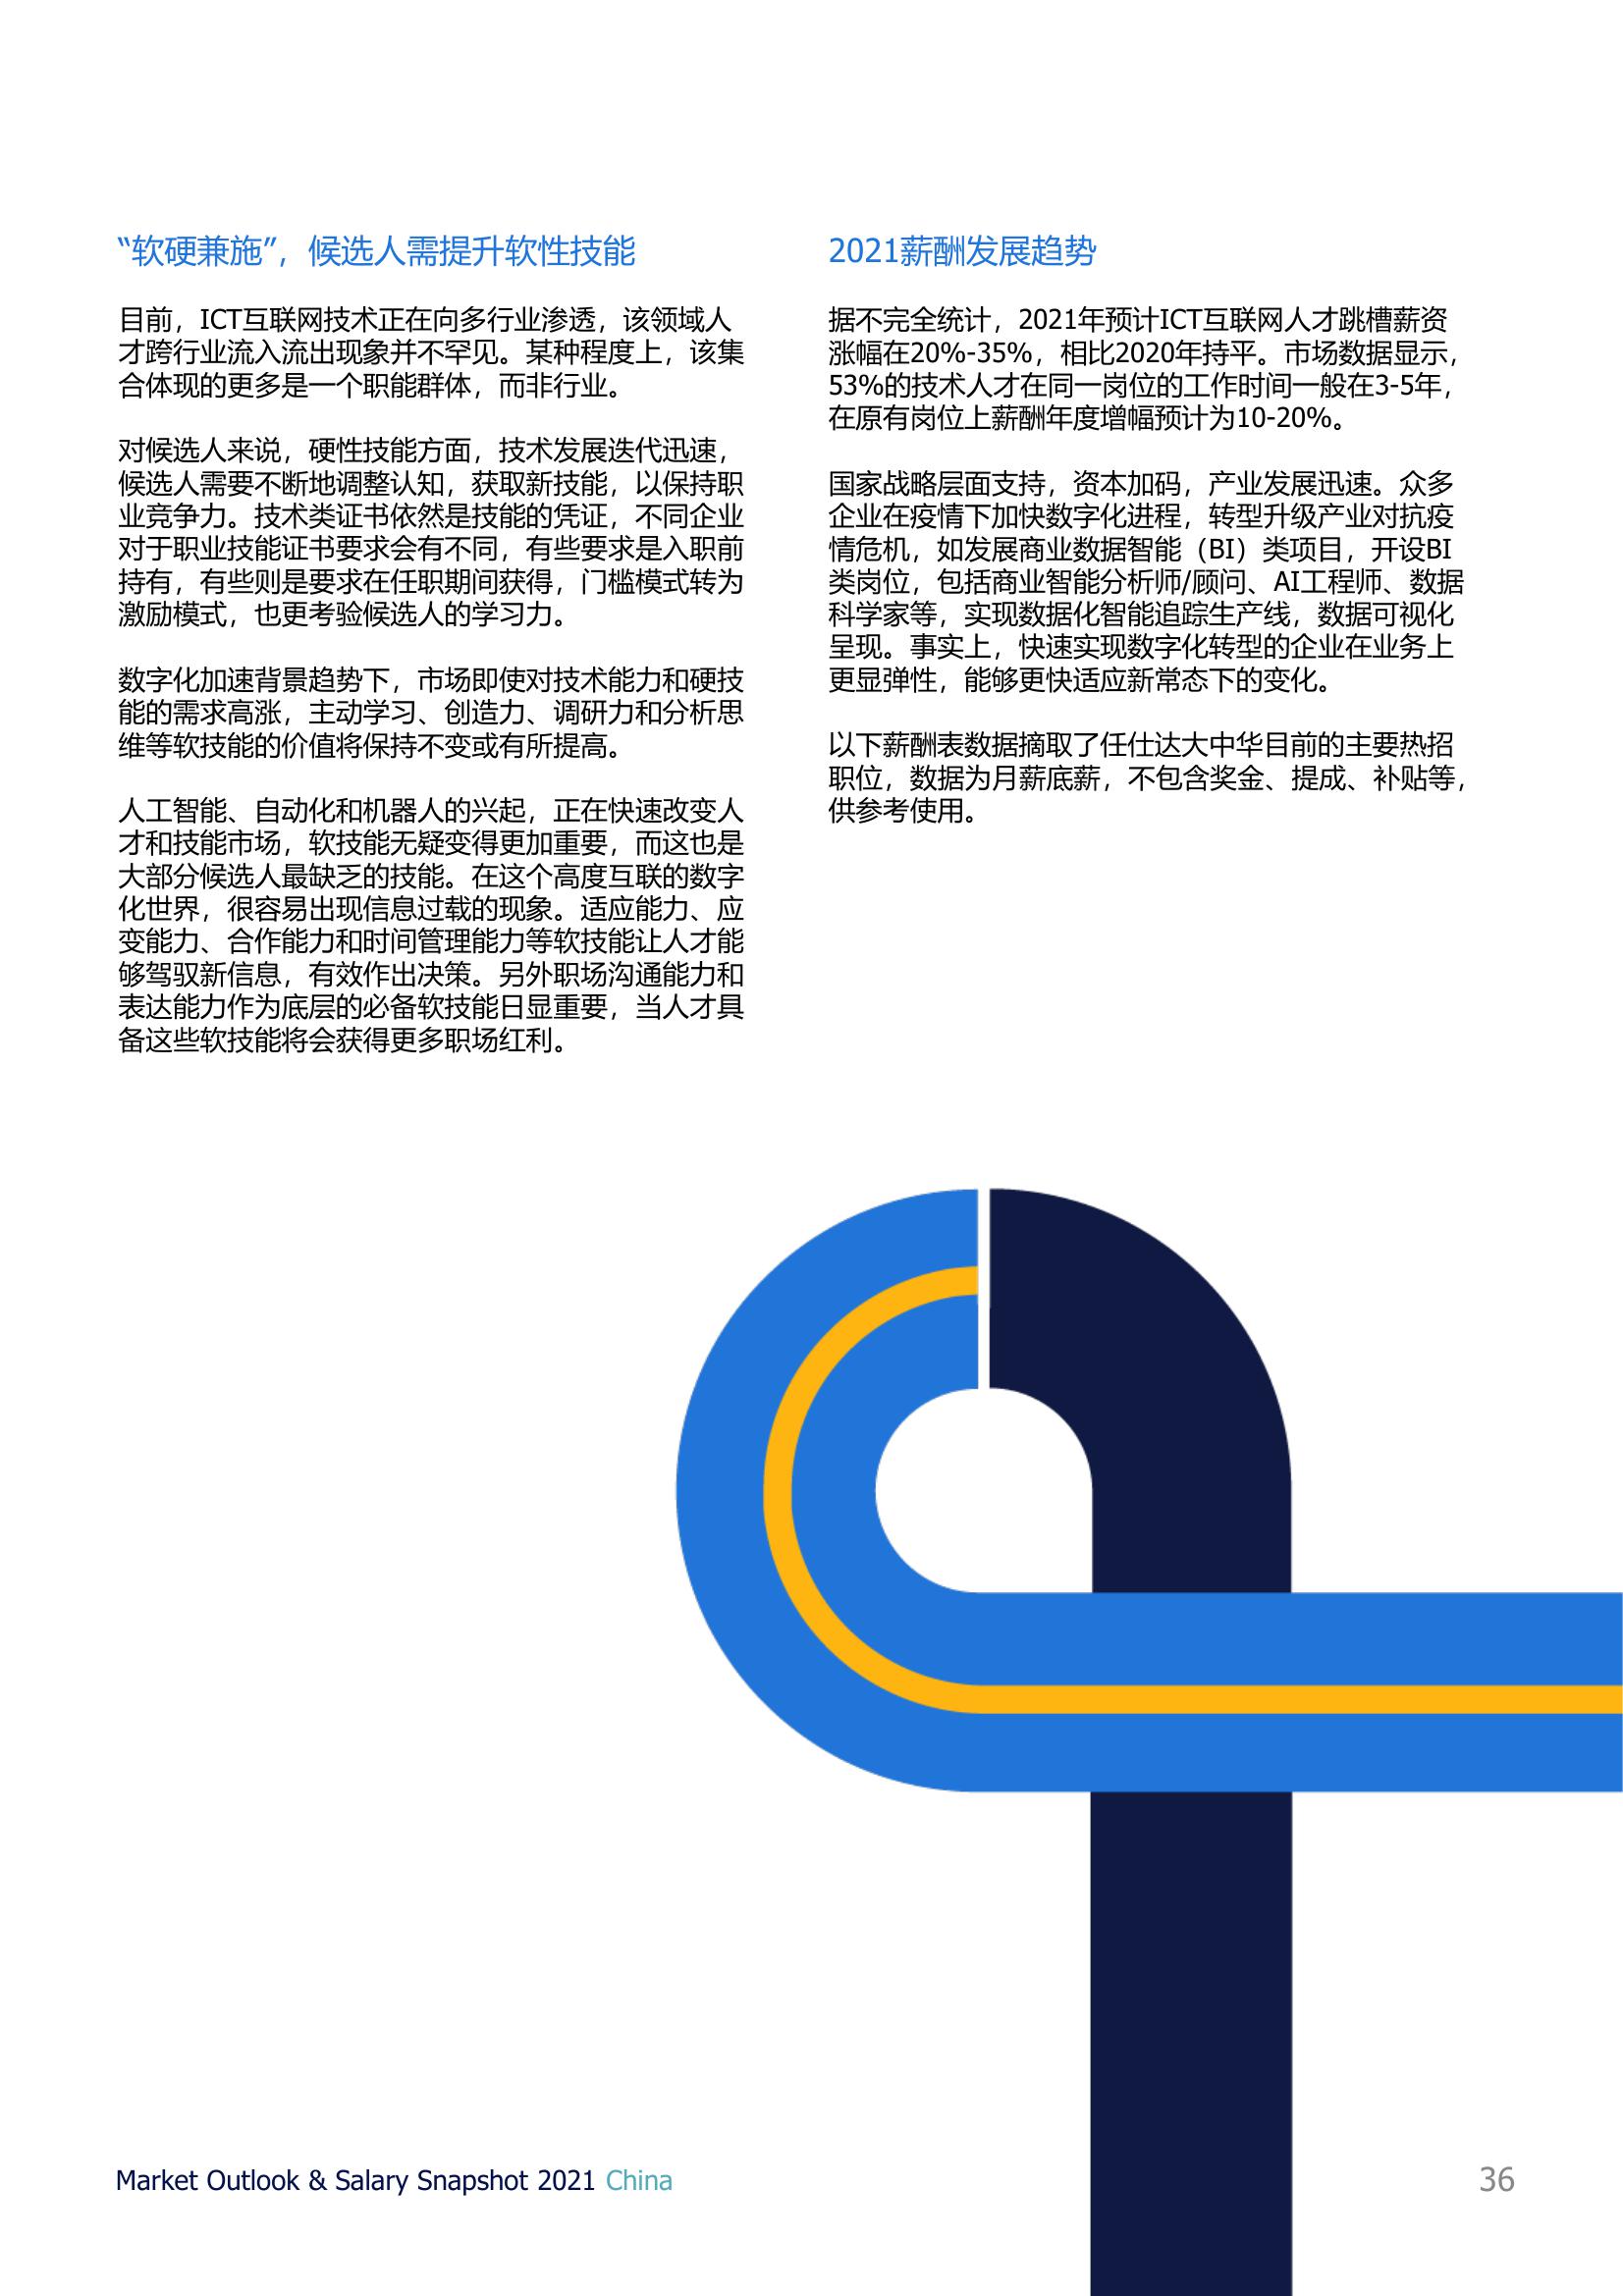 “软硬兼施”，候选人需提升软性技能
目前，ICT互联网技术正在向多行业渗透，该领域人
才跨行业流入流出现象并不罕见。某种程度上，该集
合体现的更多是一个职能群体，而非行业。
对候选人来说，硬性技能方面，技术发展迭代迅速，
候选人需要不断地调整认知，获取新技能，以保持职
业竞争力。技术类证书依然是技能的凭证，不同企业
对于职业技能证书要求会有不同，有些要求是入职前
持有，有些则是要求在任职期间获得，门槛模式转为
激励模式，也更考验候选人的学习力。
数字化加速背景趋势下，市场即使对技术能力和硬技
能的需求高涨，主动学习、创造力、调研力和分析思
维等软技能的价值将保持不变或有所提高。
人工智能、自动化和机器人的兴起，正在快速改变人
才和技能市场，软技能无疑变得更加重要，而这也是
大部分候选人最缺乏的技能。在这个高度互联的数字
化世界，很容易出现信息过载的现象。适应能力、应
变能力、合作能力和时间管理能力等软技能让人才能
够驾驭新信息，有效作出决策。另外职场沟通能力和
表达能力作为底层的必备软技能日显重要，当人才具
备这些软技能将会获得更多职场红利。
2021薪酬发展趋势
据不完全统计，2021年预计ICT互联网人才跳槽薪资
涨幅在20%-35%，相比2020年持平。市场数据显示，
53%的技术人才在同一岗位的工作时间一般在3-5年，
在原有岗位上薪酬年度增幅预计为10-20%。
国家战略层面支持，资本加码，产业发展迅速。众多
企业在疫情下加快数字化进程，转型升级产业对抗疫
情危机，如发展商业数据智能（BI）类项目，开设BI
类岗位，包括商业智能分析师/顾问、AI工程师、数据
科学家等，实现数据化智能追踪生产线，数据可视化
呈现。事实上，快速实现数字化转型的企业在业务上
更显弹性，能够更快适应新常态下的变化。
以下薪酬表数据摘取了任仕达大中华目前的主要热招
职位，数据为月薪底薪，不包含奖金、提成、补贴等，
供参考使用。
Market Outlook & Salary Snapshot 2021 China
36